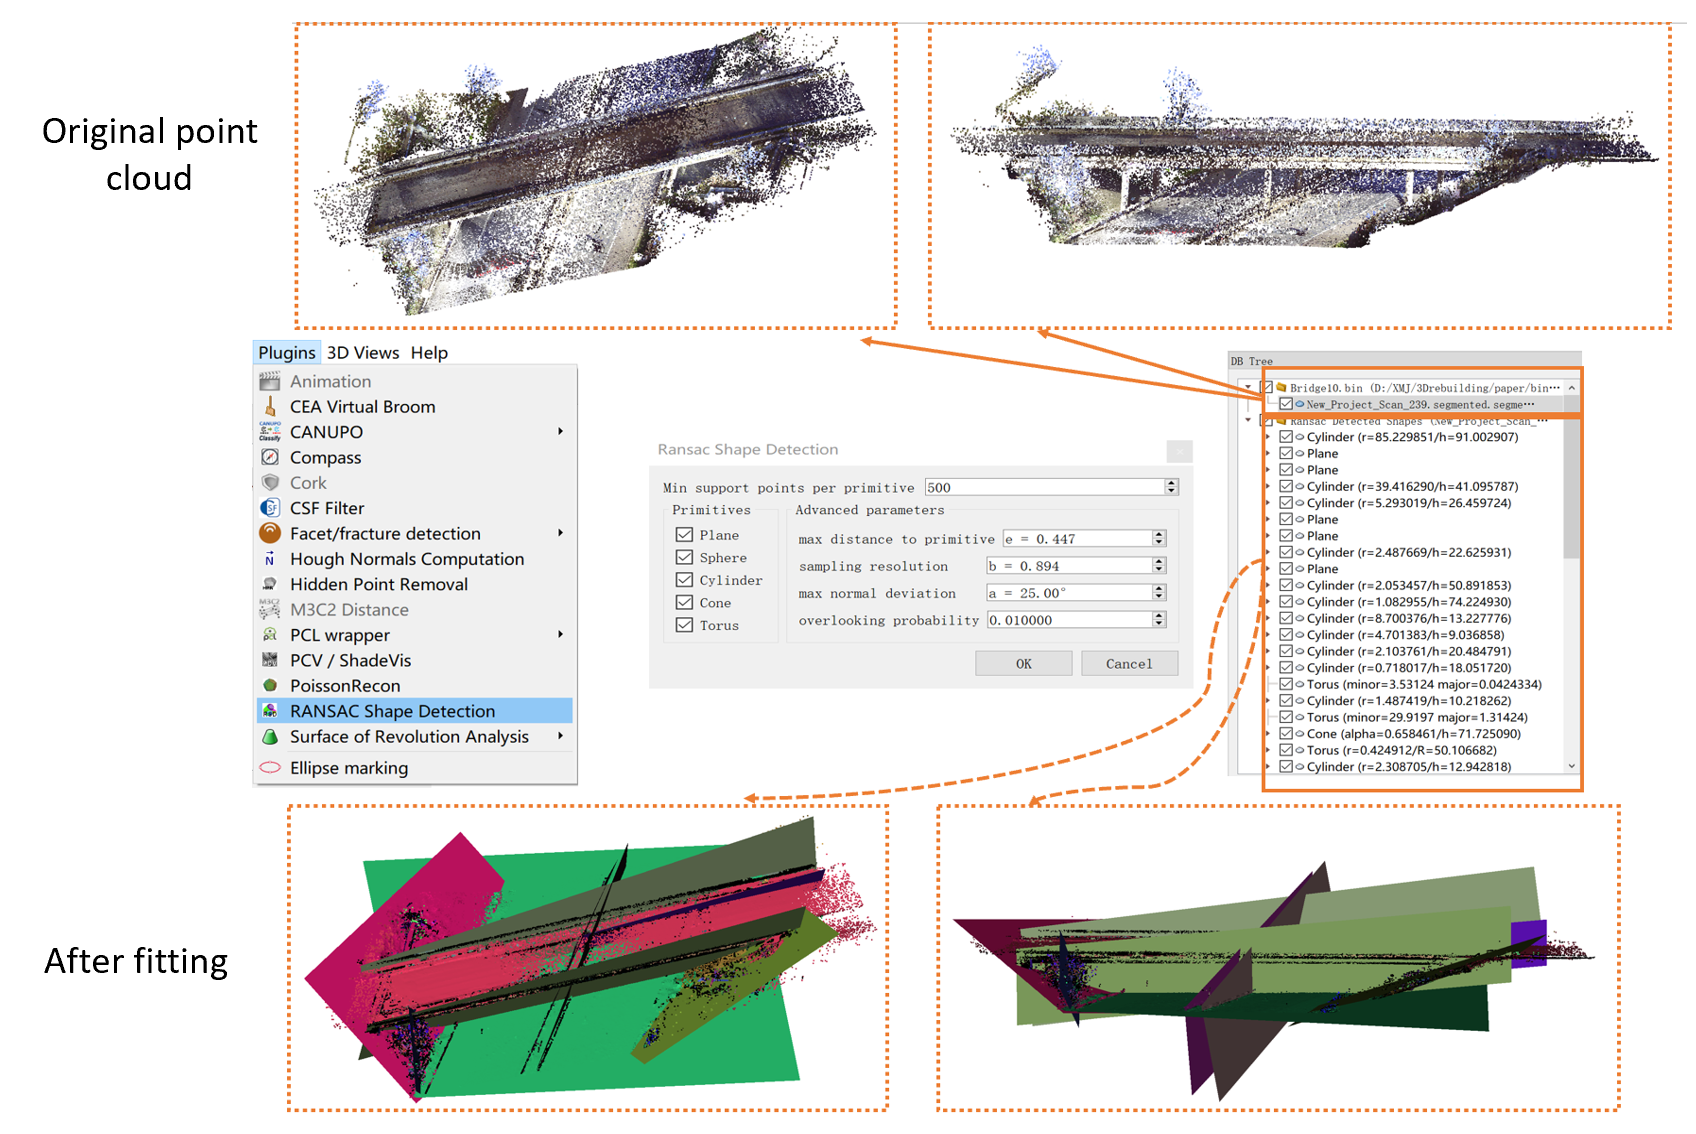 Original point
cloud
Plugins 3D Views Help
Animation
CEA Virtual Broom
CANUPO
Compass
Cork
CSF Filter
Facet/fracture detection
Hough Normals Computation
Hidden Point Removal
M3C2 Distance
PCL wrapper
PCV / ShadeVis
PoissonRecon
RANSAC Shape Detection
Surface of Revolution Analysis
Ellipse marking
CANUPO
Classify
SF
N
M3C2
Ransac Shape Detection
Min support points per primitive 500
Primitives
Plane
Sphere
Cylinder
Cone
Torus
Advanced parameters
max distance to primitive e = 0.447
sampling resolution b = 0.894
max normal deviation a = 25.00°
overlooking probability 0.010000
OK Cancel
DB Tree
Bridge10.bin (D:/XMJ/3Drebuilding/paper/bin···
New_Project_Scan_239.segmented.segme···
Ransac Detected Shapes (New_Project_Scan_···
Cylinder (r=85.229851/h=91.002907)
Plane
Plane
Cylinder (r=39.416290/h=41.095787)
Cylinder (r=5.293019/h=26.459724)
Plane
Plane
Cylinder (r=2.487669/h=22.625931)
Plane
Cylinder (r=2.053457/h=50.891853)
Cylinder (r=1.082955/h=74.224930)
Cylinder (r=8.700376/h=13.227776)
Cylinder (r=4.701383/h=9.036858)
Cylinder (r=2.103761/h=20.484791)
Cylinder (r=0.718017/h=18.051720)
Torus (minor=3.53124 major=0.0424334)
Cylinder (r=1.487419/h=10.218262)
Torus (minor=29.9197 major=1.31424)
Cone (alpha=0.658461/h=71.725090)
Torus (r=0.424912/R=50.106682)
Cylinder (r=2.308705/h=12.942818)
After fitting